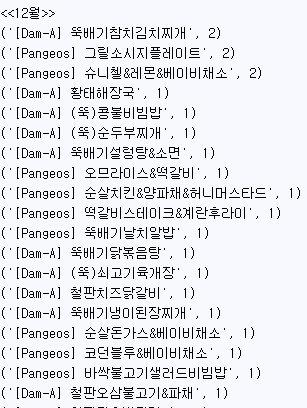 <<12월>>
('[Dam-A] 뚝배기참치김치찌개', 2)
('[Pangeos] 그릴소시지플레이트', 2)
('[Pangeos] 슈니첼&레몬&베이비채소', 2)
('[Dam-A] 황태해장국', 1)
('[Dam-A] (뚝)콩불비빔밥', 1)
('[Dam-A] (뚝)순두부찌개', 1)
('[Dam-A] 뚝배기설렁탕&소면', 1)
('[Pangeos] 오므라이스&떡갈비', 1)
('[Pangeos] 순살치킨&양파채&허니머스타드', 1)
('[Pangeos] 떡갈비스테이크&계란후라이', 1)
('[Pangeos] 뚝배기날치알밥', 1)
('[Dam-A] 뚝배기닭볶음탕', 1)
('[Dam-A] (뚝)쇠고기육개장', 1)
('[Dam-A] 철판치즈닭갈비', 1)
('[Dam-A] 뚝배기냉이된장찌개', 1)
('[Pangeos] 순살돈가스&베이비채소', 1)
('[Pangeos] 코던블루&베이비채소', 1)
('[Pangeos] 바싹불고기샐러드비빔밥', 1)
('[Dam-A] 철판오삼불고기&파채', 1)